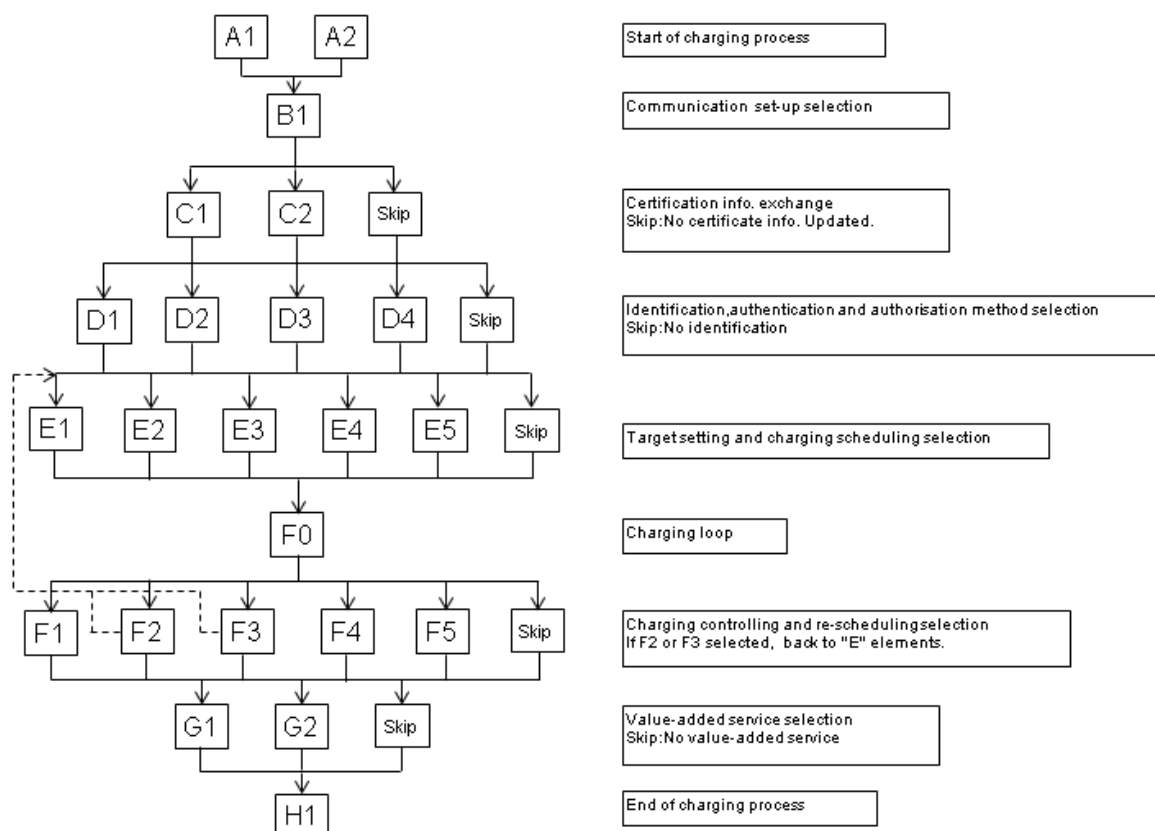 A1 A2 Start of charging process
B1 Communication set-up selection
C1 C2 Skip Certification info. exchange
Skip:No certificate info. Updated.
D1 D2 D3 D4 Skip Identification,authentication and authorisation method selection
Skip:No identification
E1 E2 E3 E4 E5 Skip Target setting and charging scheduling selection
F0 Charging loop
F1 F2 F3 F4 F5 Skip Charging controlling and re-scheduling selection
If F2 or F3 selected, back to "E" elements.
G1 G2 Skip Value-added service selection
Skip:No value-added service
H1 End of charging process